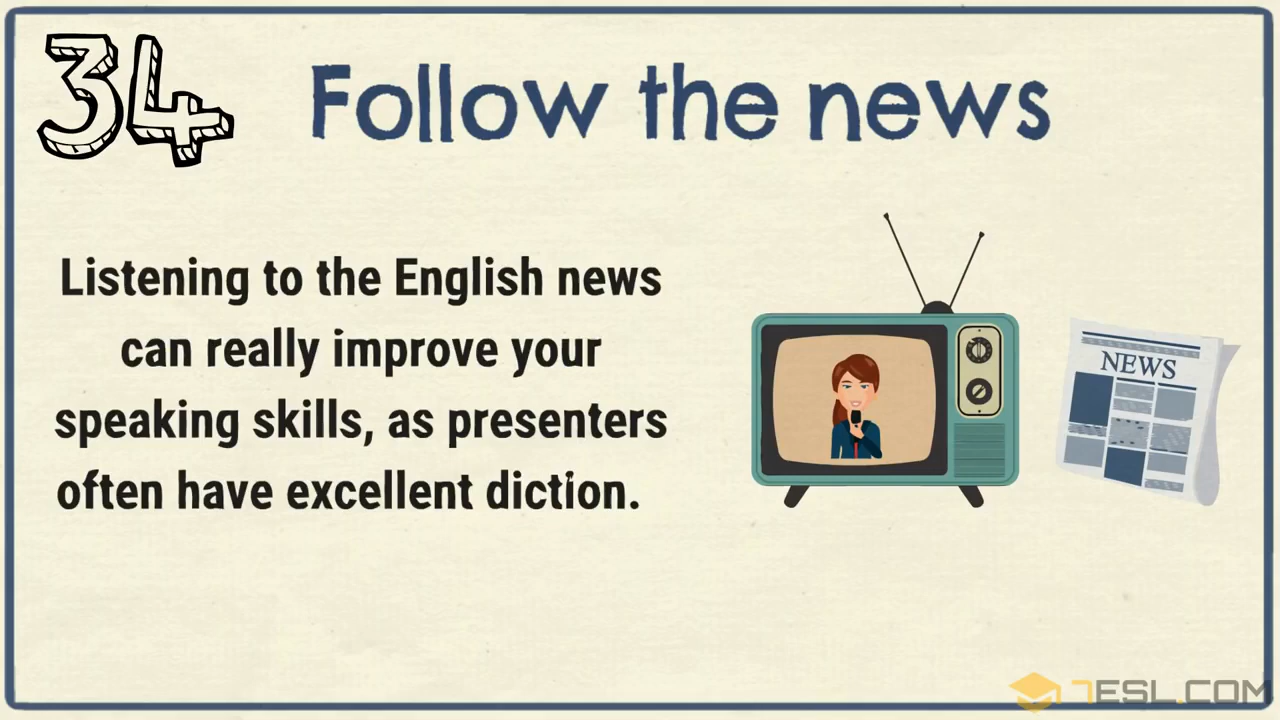 34
Follow the news
Listening to the English news
can really improve your
speaking skills, as presenters
often have excellent diction.
NEWS
7ESL.COM